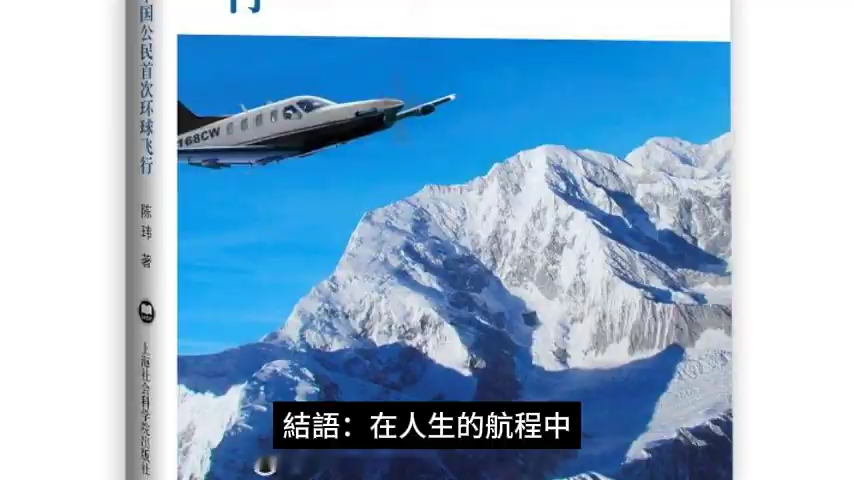 行
中国公民首次环球飞行
陈玮 著
上海社会科学院出版社
168CW
結語：在人生的航程中